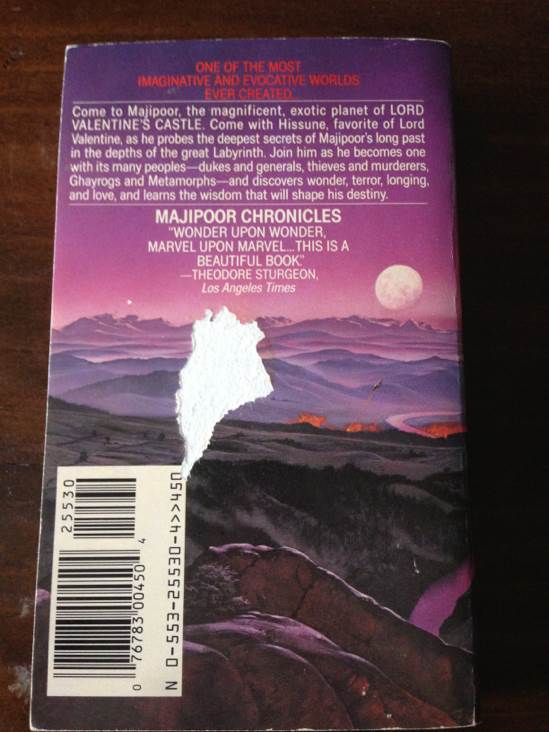 ONE OF THE MOST
IMAGINATIVE AND EVOCATIVE WORLDS
EVER CREATED...
Come to Majipoor, the magnificent, exotic planet of LORD
VALENTINE'S CASTLE. Come with Hissune, favorite of Lord
Valentine, as he probes the deepest secrets of Majipoor's long past
in the depths of the great Labyrinth. Join him as he becomes one
with its many peoples—dukes and generals, thieves and murderers,
Ghayrogs and Metamorphs—and discovers wonder, terror, longing,
and love, and learns the wisdom that will shape his destiny.
MAJIPOOR CHRONICLES
"WONDER UPON WONDER,
MARVEL UPON MARVEL...THIS IS A
BEAUTIFUL BOOK."
—THEODORE STURGEON,
Los Angeles Times
25530
0 76783 00450 4
N 0-553-25530-4>>450